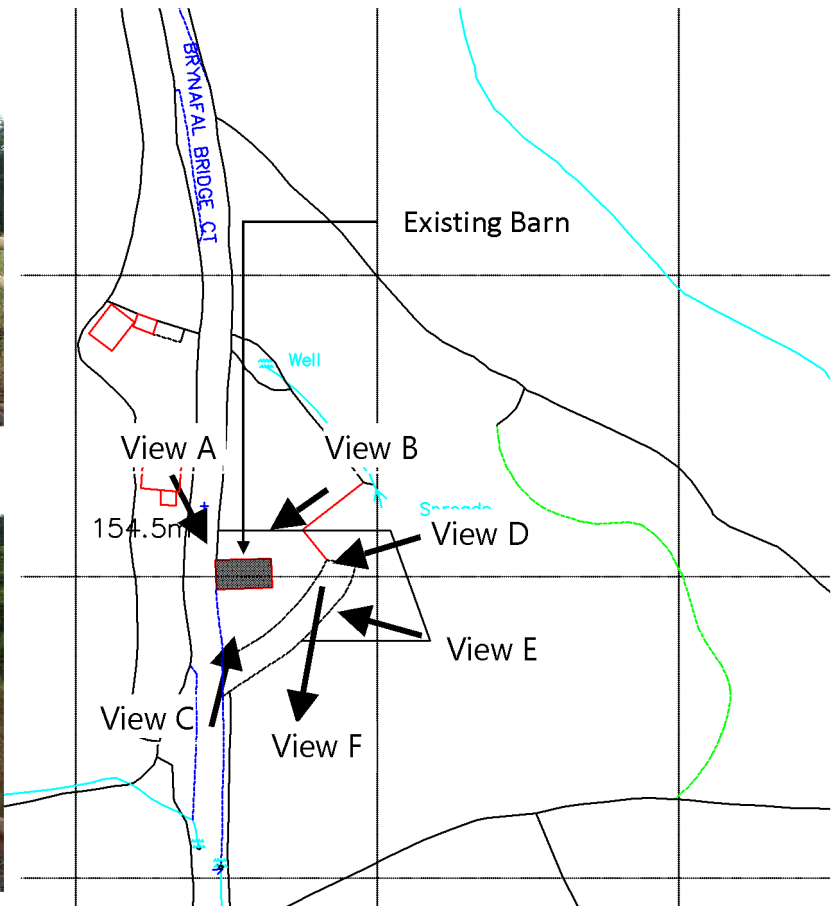 BRYNAFAL BRIDGE CT
Existing Barn
Well
View A
View B
154.5m
View D
View E
View C
View F